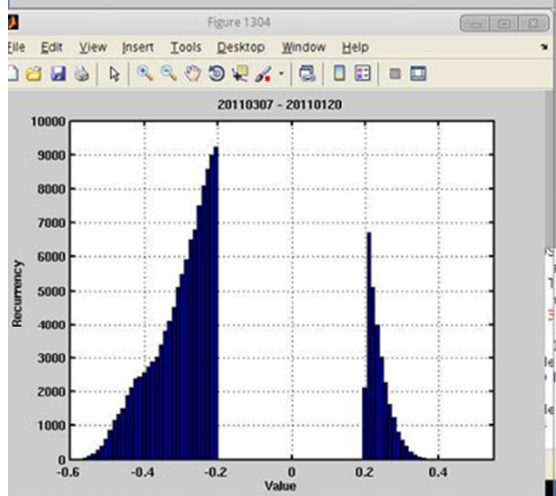 Figure 1304
File Edit View Insert Tools Desktop Window Help
20110307 - 20110120
10000
9000
8000
7000
6000
5000
4000
3000
2000
1000
0
Recurrency
-0.6 -0.4 -0.2 0 0.2 0.4
Value